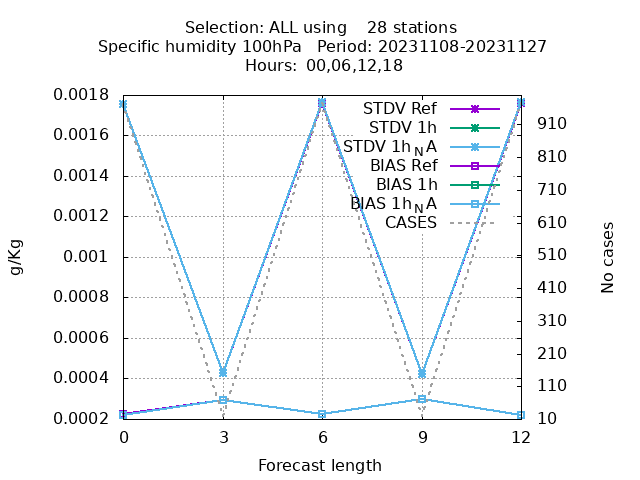 Selection: ALL using    28 stations
Specific humidity 100hPa   Period: 20231108-20231127
Hours: 00,06,12,18
0.0018
0.0016
0.0014
0.0012
0.001
0.0008
0.0006
0.0004
0.0002
g/Kg
STDV Ref
STDV 1h
STDV 1h_NA
BIAS Ref
BIAS 1h
BIAS 1h_NA
CASES
910
810
710
610
510
410
310
210
110
10
No cases
0 3 6 9 12
Forecast length